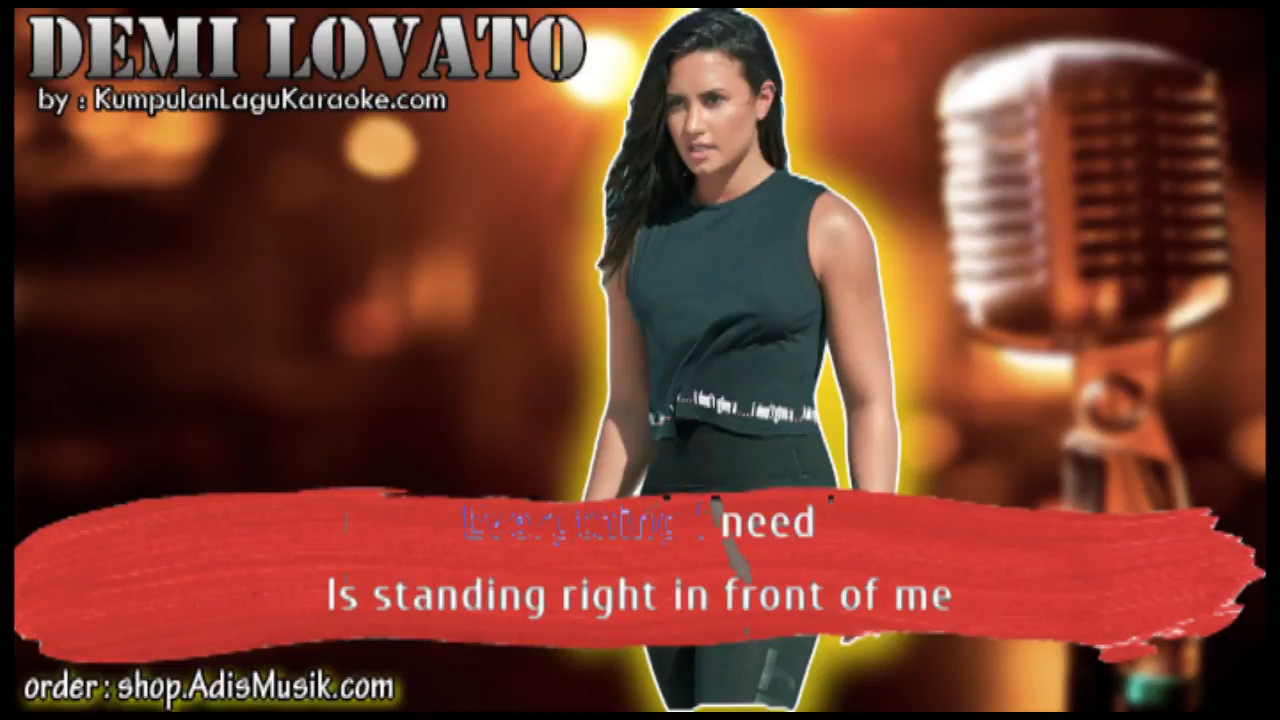 DEMI LOVATO
by : KumpulanLaguKaraoke.com
need
Is standing right in front of me
order : shop.AdisMusik.com